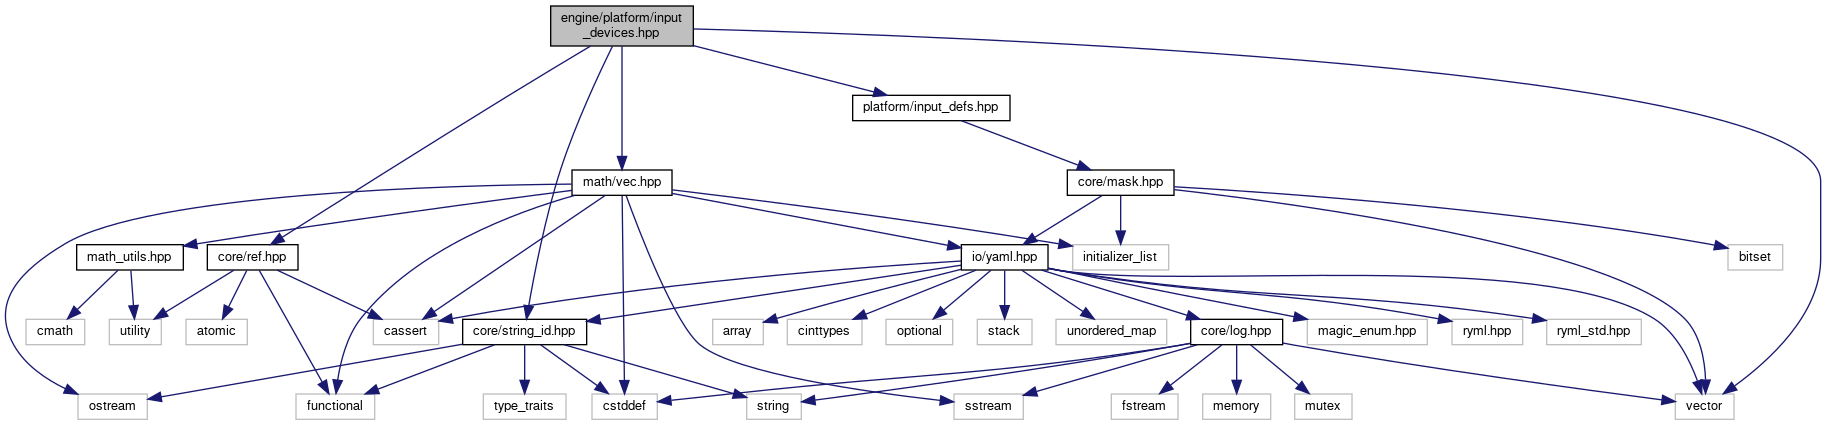 engine/platform/input
_devices.hpp
platform/input_defs.hpp
math/vec.hpp
core/mask.hpp
math_utils.hpp
core/ref.hpp
io/yaml.hpp
initializer_list
bitset
cmath
utility
atomic
cassert
core/string_id.hpp
array
cinttypes
optional
stack
unordered_map
core/log.hpp
magic_enum.hpp
ryml.hpp
ryml_std.hpp
ostream
functional
type_traits
cstddef
string
sstream
fstream
memory
mutex
vector